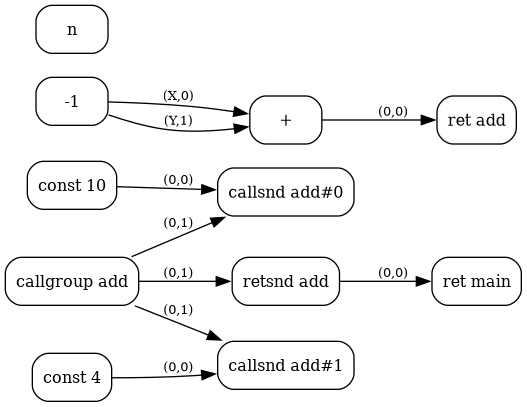 n
-1
(X,0)
(Y,1)
+
(0,0)
ret add
const 10
(0,0)
callsnd add#0
(0,1)
callgroup add
(0,1)
retsnd add
(0,0)
ret main
(0,1)
callsnd add#1
const 4
(0,0)